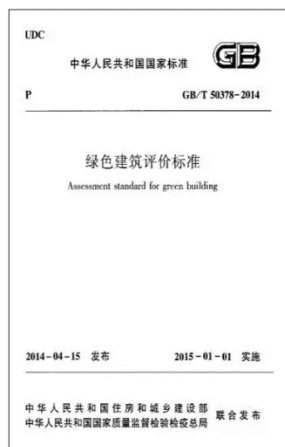 UDC
中华人民共和国国家标准 GB
P GB/T 50378-2014
绿色建筑评价标准
Assessment standard for green building
2014-04-15 发布 2015-01-01 实施
中华人民共和国住房和城乡建设部
中华人民共和国国家质量监督检验检疫总局 联合发布